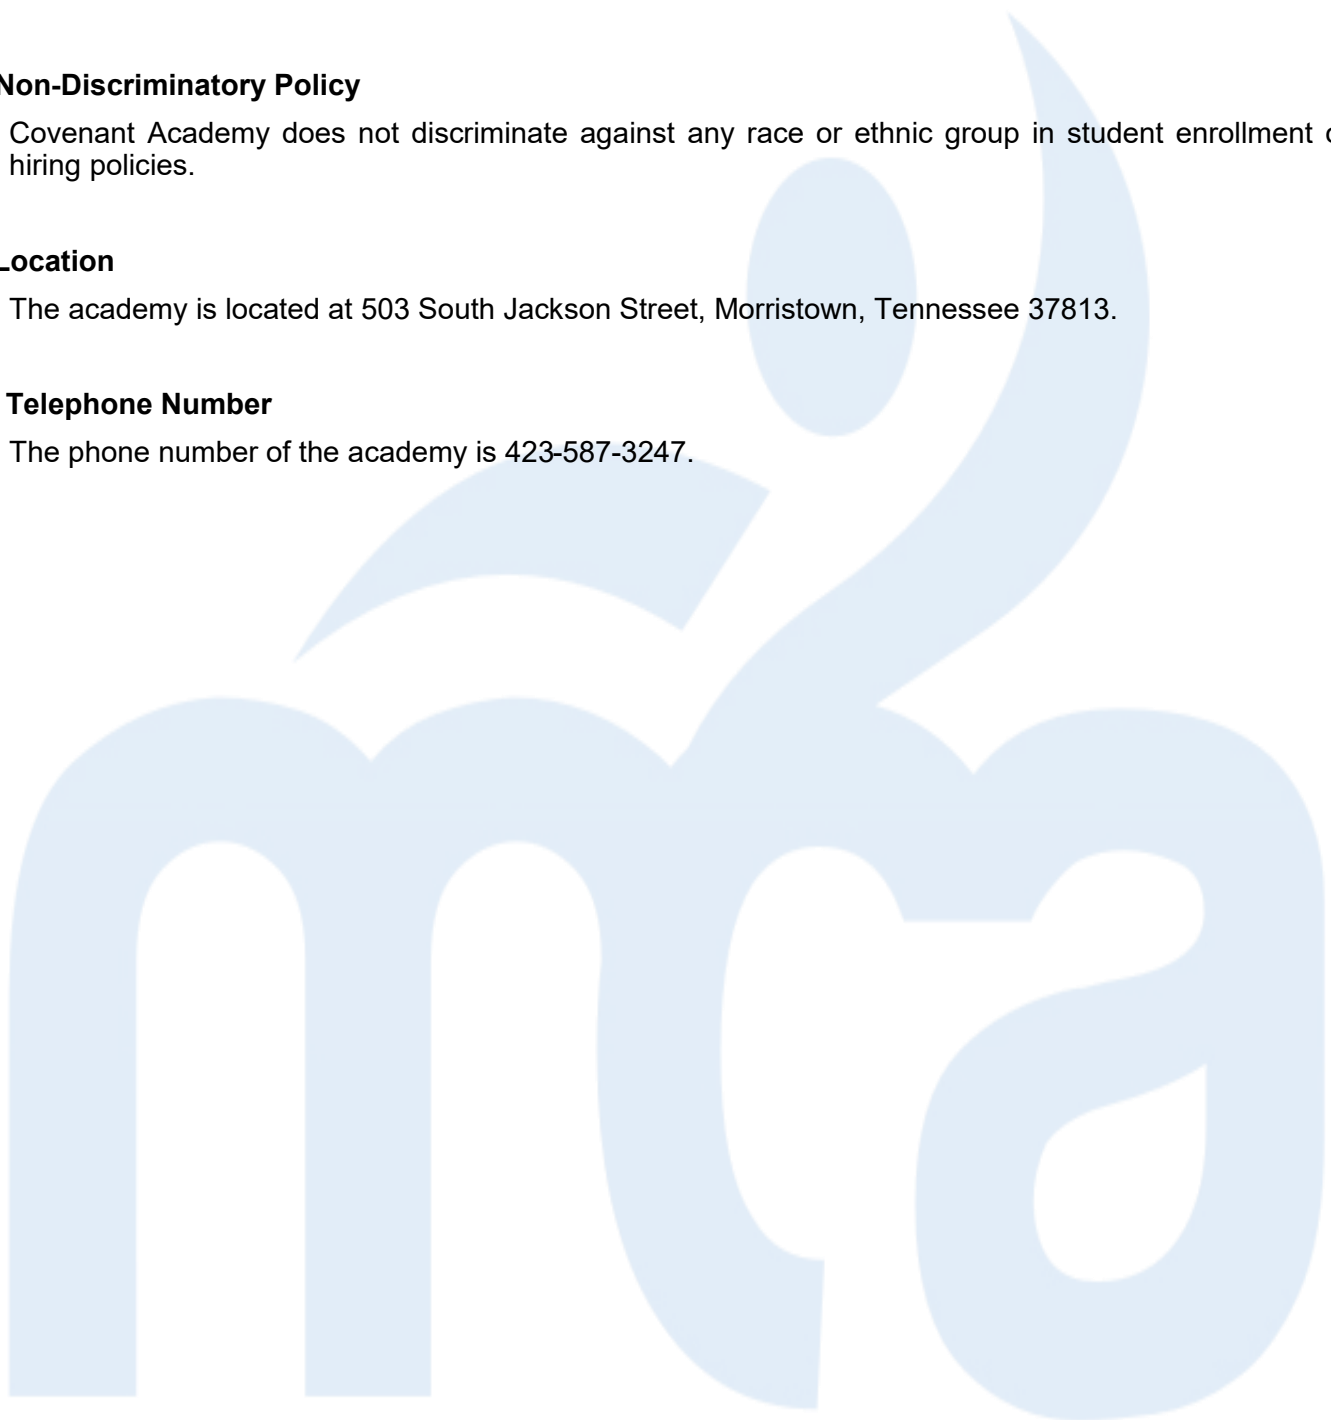 Non-Discriminatory Policy
Covenant Academy does not discriminate against any race or ethnic group in student enrollment
hiring policies.
Location
The academy is located at 503 South Jackson Street, Morristown, Tennessee 37813.
Telephone Number
The phone number of the academy is 423-587-3247.
mca